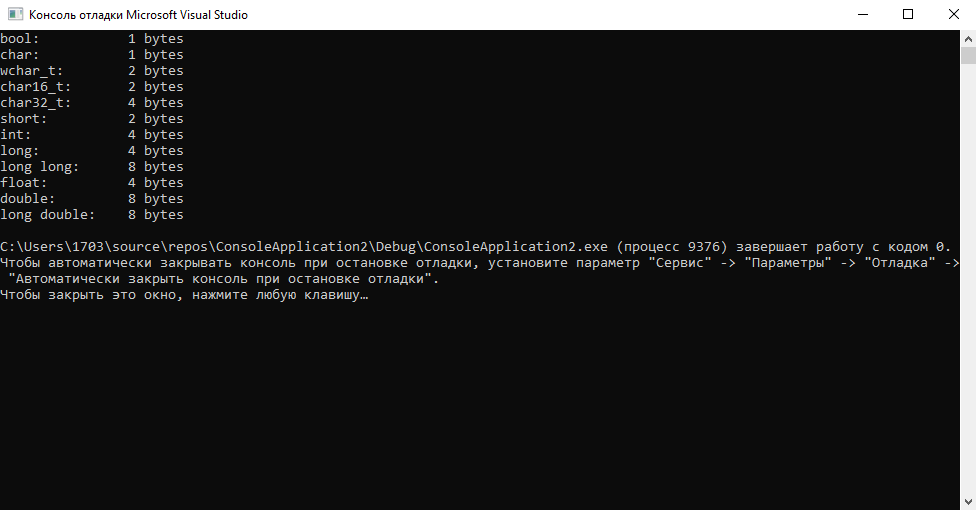 Консоль отладки Microsoft Visual Studio
bool:           1 bytes
char:           1 bytes
wchar_t:        2 bytes
char16_t:       2 bytes
char32_t:       4 bytes
short:          2 bytes
int:            4 bytes
long:           4 bytes
long long:      8 bytes
float:          4 bytes
double:         8 bytes
long double:    8 bytes
C:\Users\1703\source\repos\ConsoleApplication2\Debug\ConsoleApplication2.exe (процесс 9376) завершает работу с кодом 0.
Чтобы автоматически закрывать консоль при остановке отладки, установите параметр "Сервис" -> "Параметры" -> "Отладка" ->
"Автоматически закрыть консоль при остановке отладки".
Чтобы закрыть это окно, нажмите любую клавишу…